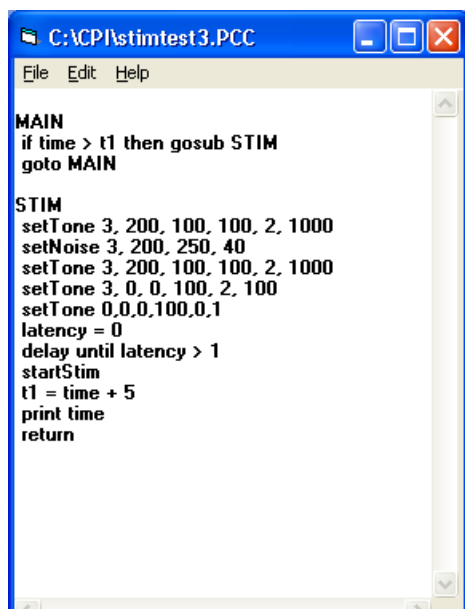 C:\CPI\stimtest3.PCC
File Edit Help
MAIN
if time > t1 then gosub STIM
goto MAIN
STIM
setTone 3, 200, 100, 100, 2, 1000
setNoise 3, 200, 250, 40
setTone 3, 200, 100, 100, 2, 1000
setTone 3, 0, 0, 100, 2, 100
setTone 0,0,0,100,0,1
latency = 0
delay until latency > 1
startStim
t1 = time + 5
print time
return